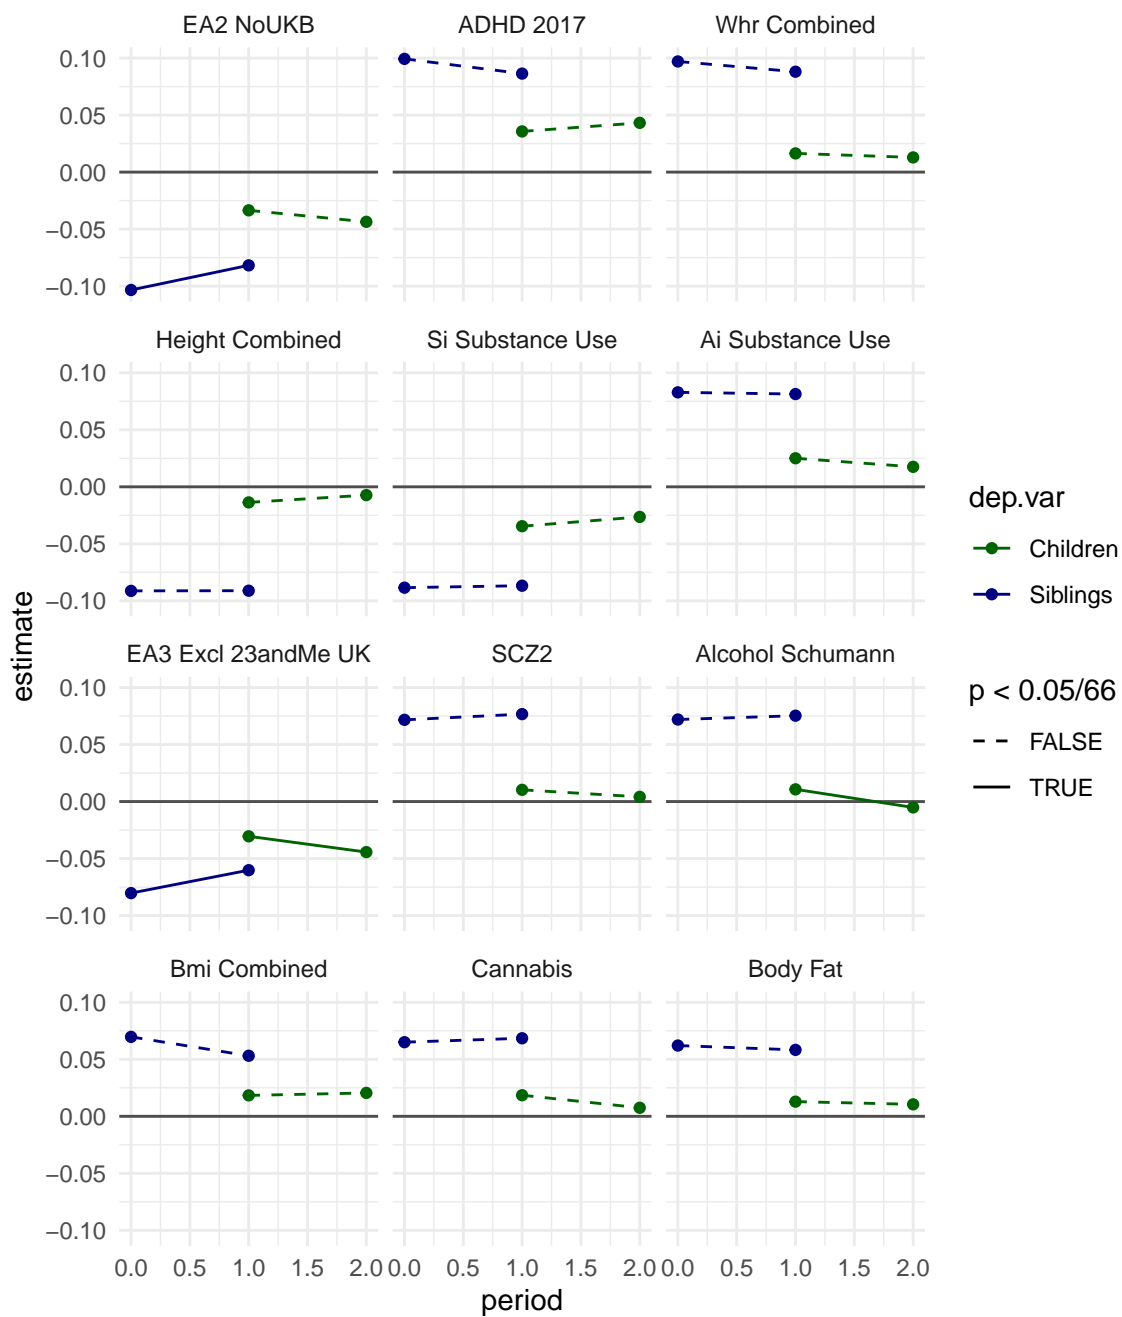 EA2 NoUKB ADHD 2017 Whr Combined
0.10
0.05
0.00
−0.05
−0.10
Height Combined Si Substance Use Ai Substance Use
0.10
0.05
0.00
−0.05
−0.10
EA3 Excl 23andMe UK SCZ2 Alcohol Schumann
0.10
0.05
0.00
−0.05
−0.10
Bmi Combined Cannabis Body Fat
0.10
0.05
0.00
−0.05
−0.10
0.0 0.5 1.0 1.5 2.0 0.0 0.5 1.0 1.5 2.0 0.0 0.5 1.0 1.5 2.0
period
estimate
dep.var
Children
Siblings
p < 0.05/66
FALSE
TRUE